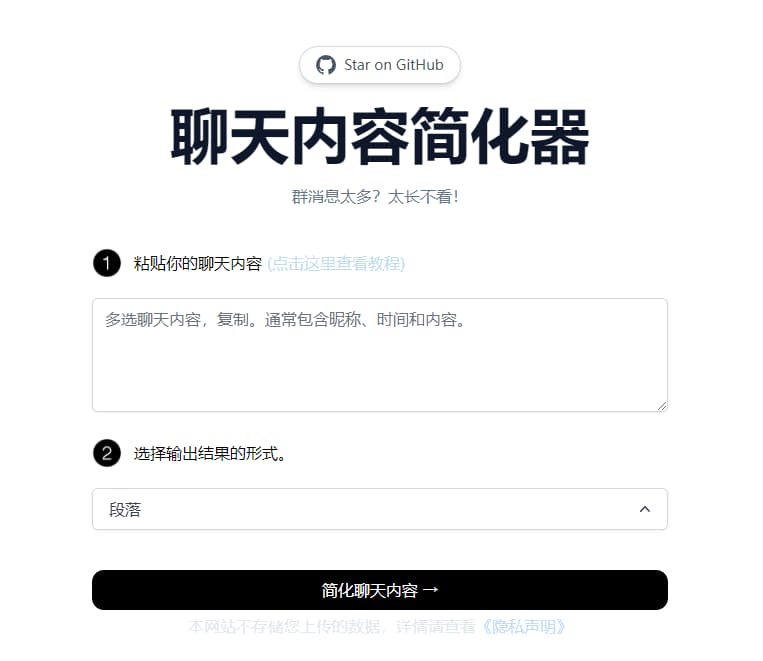 Star on GitHub
聊天内容简化器
群消息太多？太长不看！
1 粘贴你的聊天内容 (点击这里查看教程)
多选聊天内容，复制。通常包含昵称、时间和内容。
2 选择输出结果的形式。
段落
简化聊天内容 →
本网站不存储您上传的数据，详情请查看《隐私声明》